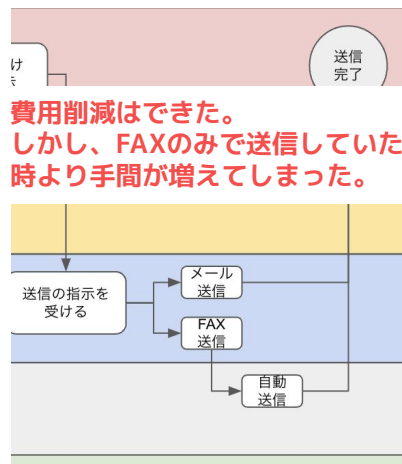 け
送信
完了
費用削減はできた。
しかし、FAXのみで送信していた
時より手間が増えてしまった。
送信の指示を
受ける
メール
送信
FAX
送信
自動
送信